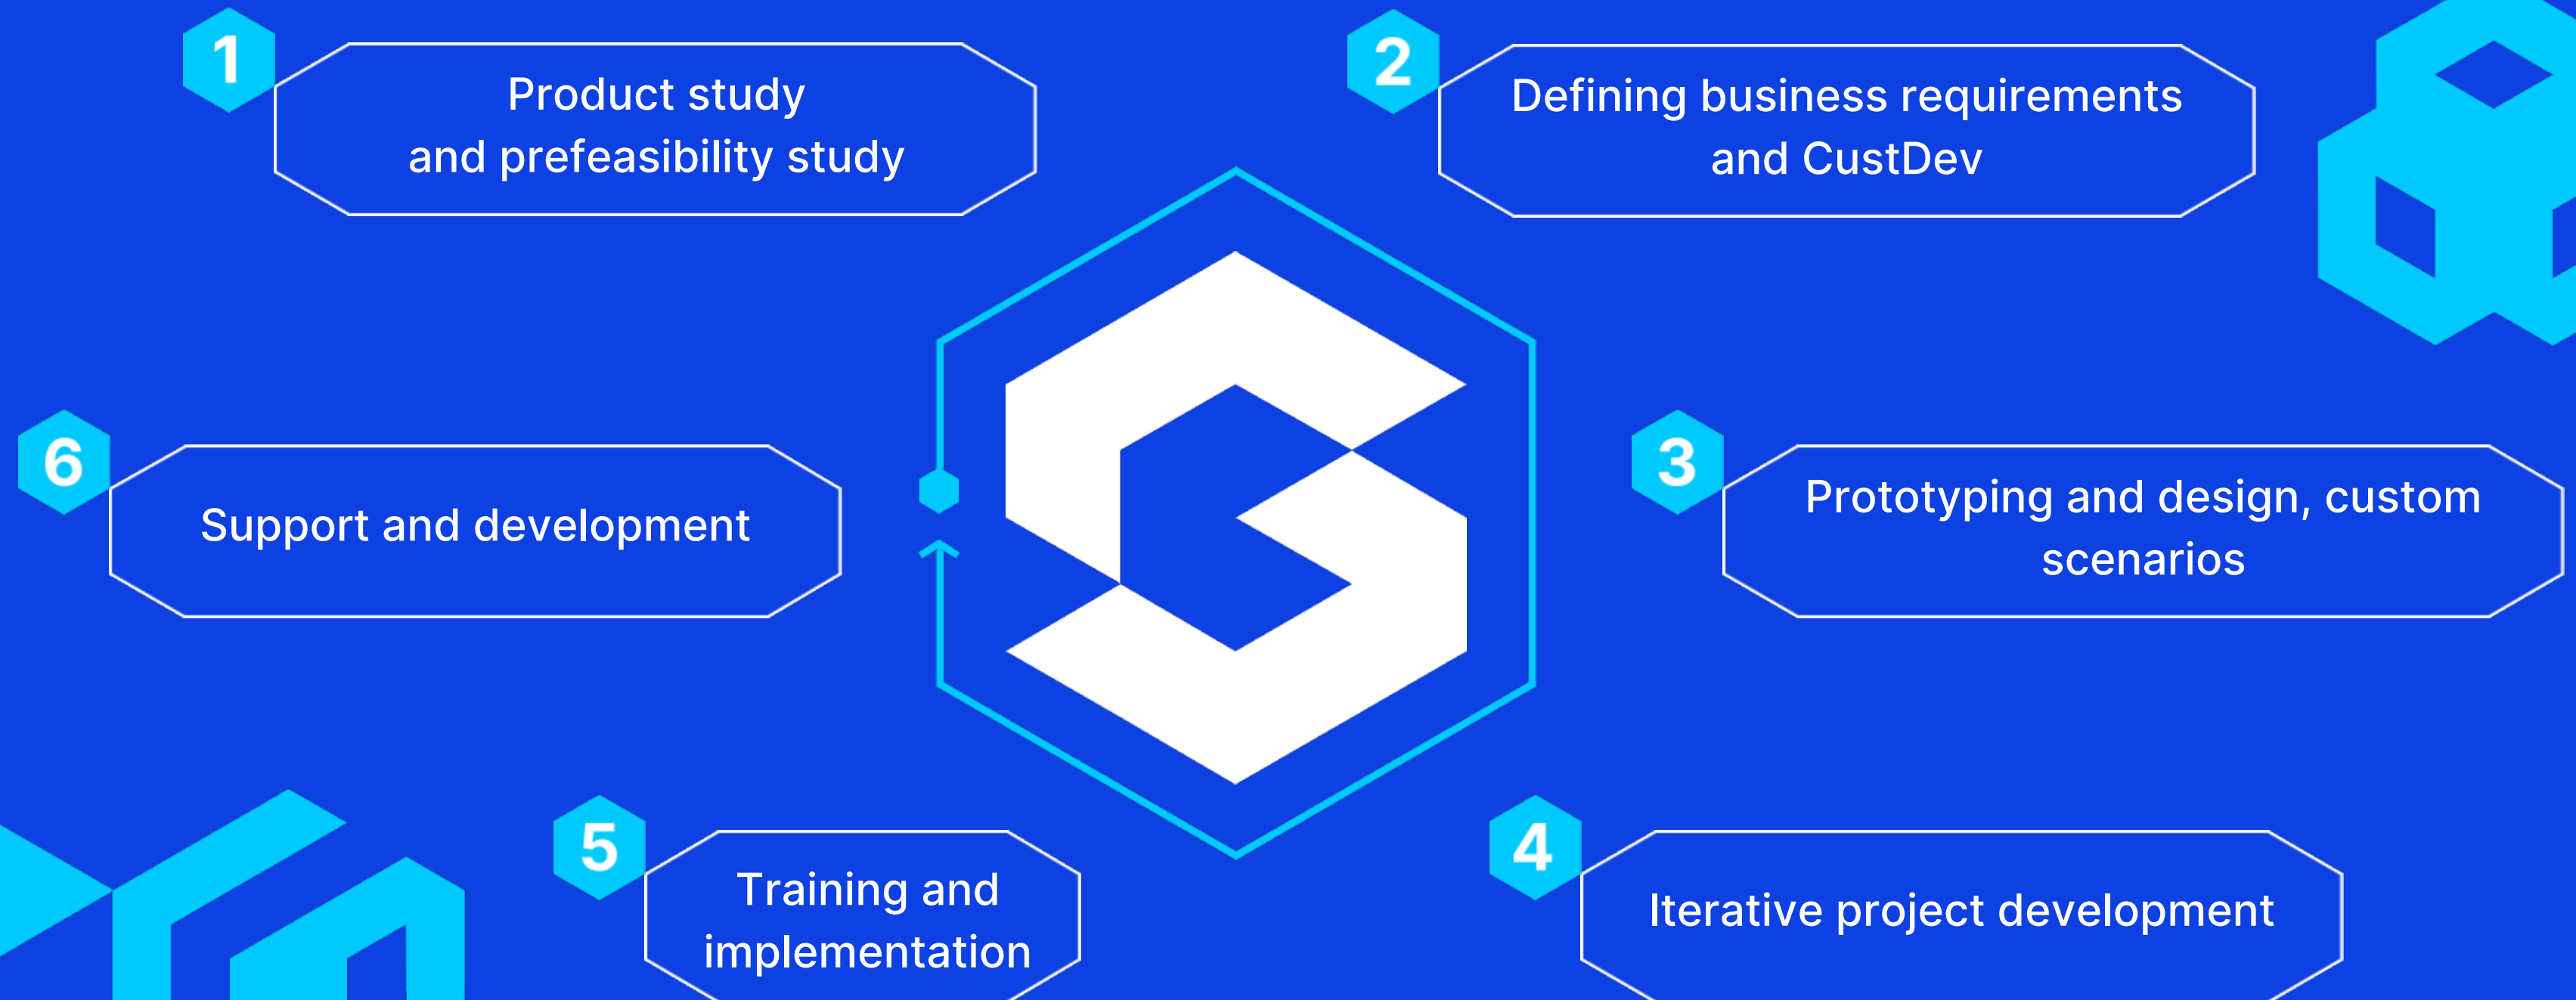 1
Product study
and prefeasibility study
2
Defining business requirements
and CustDev
3
Prototyping and design, custom
scenarios
4
Iterative project development
5
Training and
implementation
6
Support and development